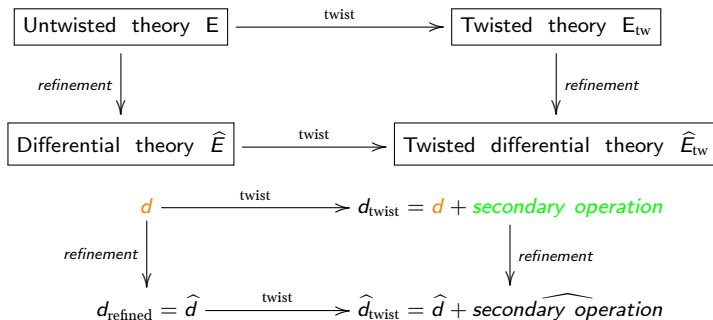 twist
Untwisted theory E
Twisted theory E_tw
refinement
refinement
Differential theory Ê
twist
Twisted differential theory Ê_tw
d
twist
d_twist = d + secondary operation
refinement
refinement
d_refined = d̂
twist
d̂_twist = d̂ + secondary operation